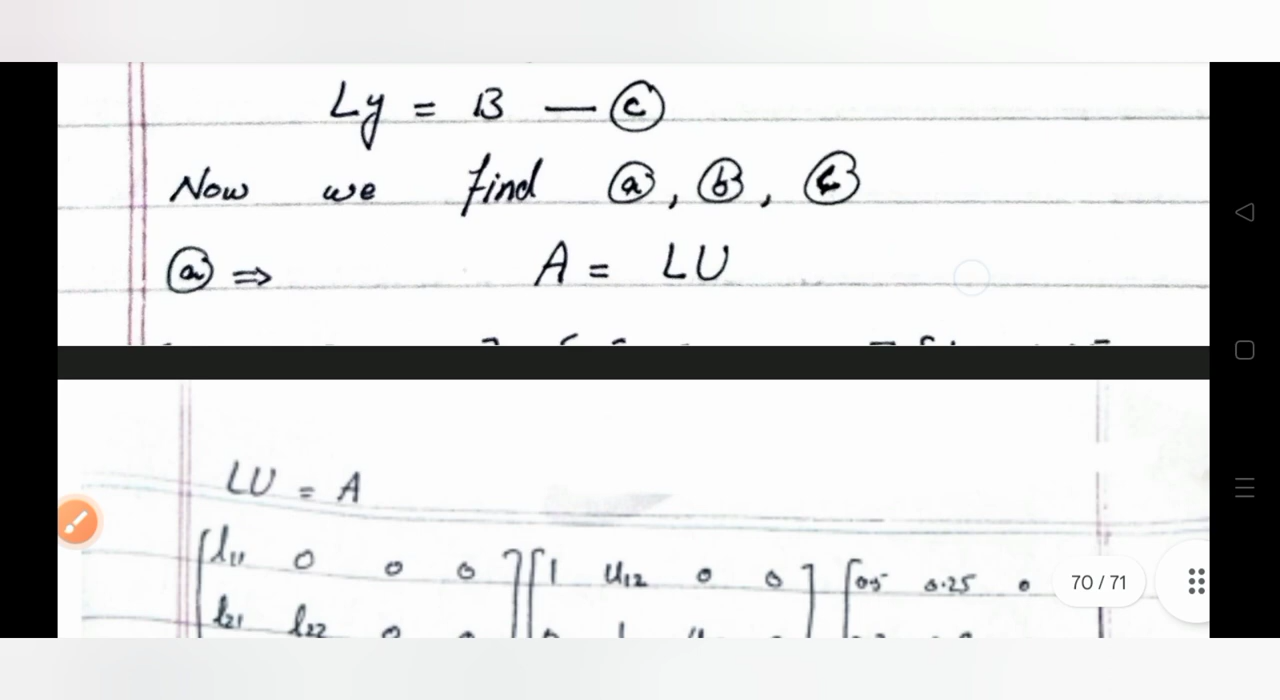 Ly = B — (c)
Now we find (a), (b), (c)
(a) ⇒ A = LU
LU = A
[l11 0 0 0] [1 u12 0 0] [0.5 0.25 0
l21 l22 0
70 / 71